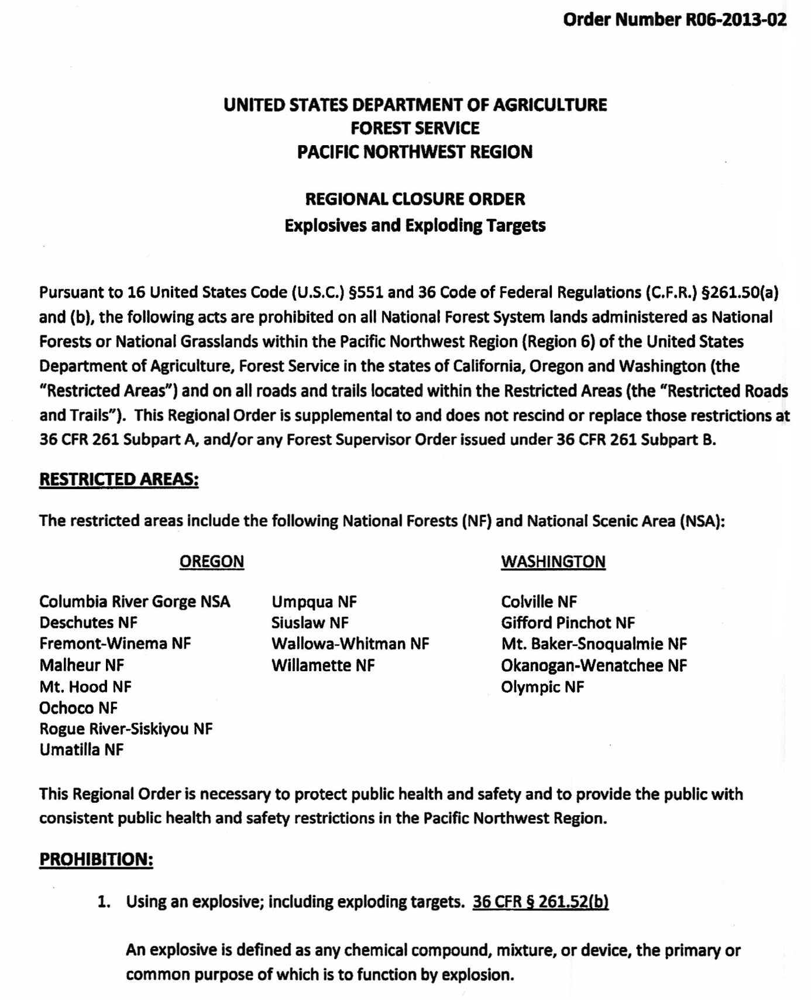 Order Number R06-2013-02
UNITED STATES DEPARTMENT OF AGRICULTURE
FOREST SERVICE
PACIFIC NORTHWEST REGION
REGIONAL CLOSURE ORDER
Explosives and Exploding Targets
Pursuant to 16 United States Code (U.S.C.) §551 and 36 Code of Federal Regulations (C.F.R.) §261.50(a)
and (b), the following acts are prohibited on all National Forest System lands administered as National
Forests or National Grasslands within the Pacific Northwest Region (Region 6) of the United States
Department of Agriculture, Forest Service in the states of California, Oregon and Washington (the
“Restricted Areas”) and on all roads and trails located within the Restricted Areas (the “Restricted Roads
and Trails”). This Regional Order is supplemental to and does not rescind or replace those restrictions at
36 CFR 261 Subpart A, and/or any Forest Supervisor Order issued under 36 CFR 261 Subpart B.
RESTRICTED AREAS:
The restricted areas include the following National Forests (NF) and National Scenic Area (NSA):
OREGON
Columbia River Gorge NSA
Deschutes NF
Fremont-Winema NF
Malheur NF
Mt. Hood NF
Ochoco NF
Rogue River-Siskiyou NF
Umatilla NF
Umpqua NF
Siuslaw NF
Wallowa-Whitman NF
Willamette NF
WASHINGTON
Colville NF
Gifford Pinchot NF
Mt. Baker-Snoqualmie NF
Okanogan-Wenatchee NF
Olympic NF
This Regional Order is necessary to protect public health and safety and to provide the public with
consistent public health and safety restrictions in the Pacific Northwest Region.
PROHIBITION:
1. Using an explosive; including exploding targets. 36 CFR § 261.52(b)
An explosive is defined as any chemical compound, mixture, or device, the primary or
common purpose of which is to function by explosion.